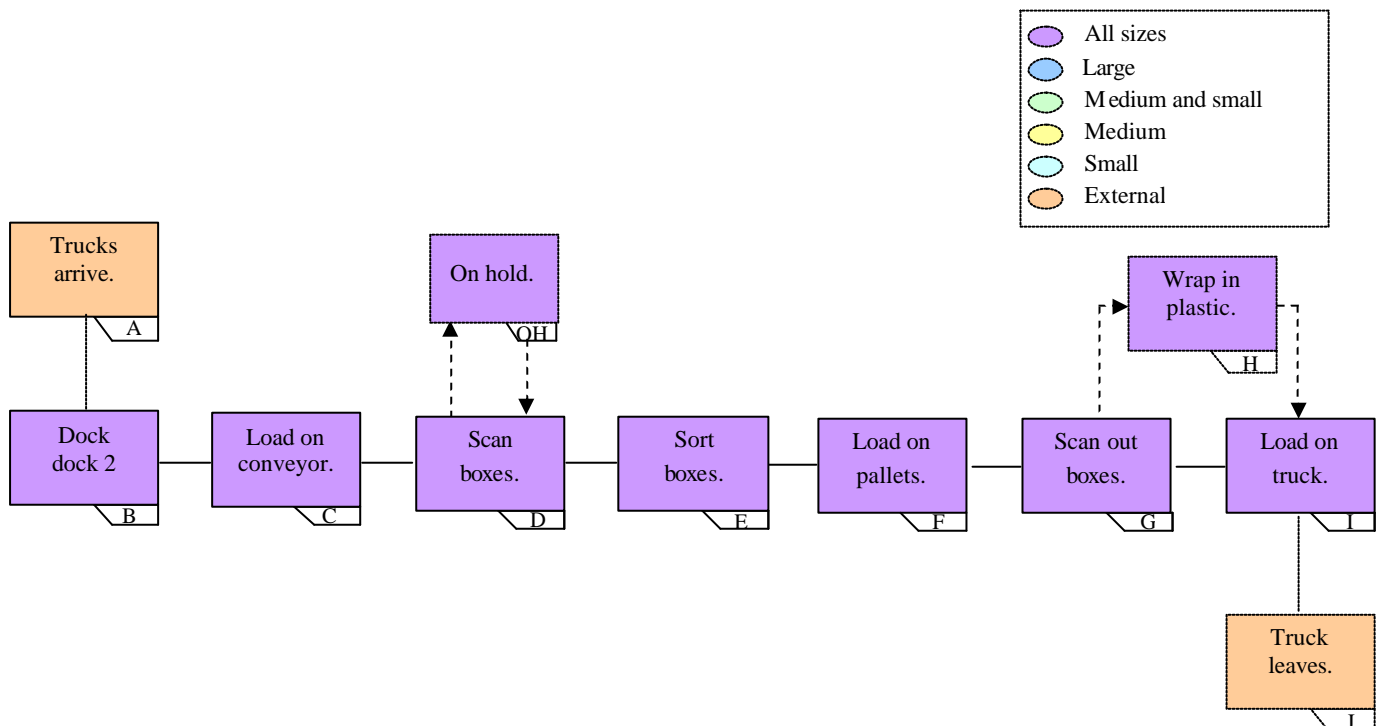 All sizes
Large
Medium and small
Medium
Small
External
Trucks
arrive.
A
On hold.
OH
Wrap in
plastic.
H
Dock
dock 2
B
Load on
conveyor.
C
Scan
boxes.
D
Sort
boxes.
E
Load on
pallets.
F
Scan out
boxes.
G
Load on
truck.
I
Truck
leaves.